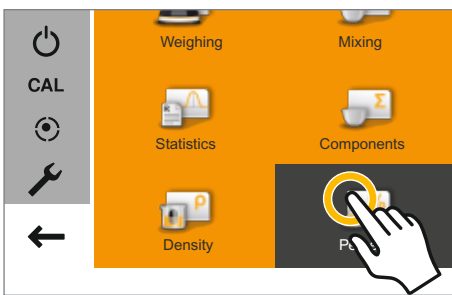 Weighing Mixing
CAL
Σ
Statistics Components
P
Density